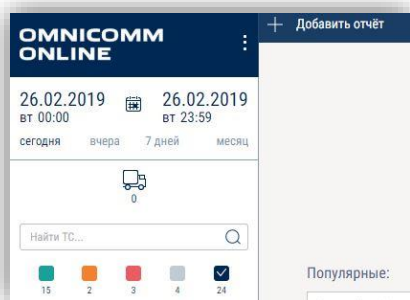 OMNICOMM
ONLINE
Добавить отчёт
26.02.2019 26.02.2019
вт 00:00 вт 23:59
сегодня вчера 7 дней месяц
0
Найти ТС...
15 2 3 4 24
Популярные: